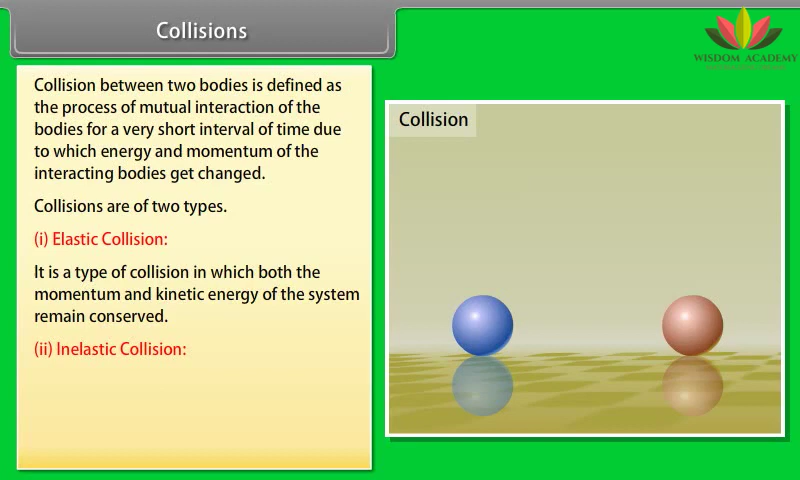 Collisions
WISDOM ACADEMY
Collision between two bodies is defined as
the process of mutual interaction of the
bodies for a very short interval of time due
to which energy and momentum of the
interacting bodies get changed.
Collisions are of two types.
(i) Elastic Collision:
It is a type of collision in which both the
momentum and kinetic energy of the system
remain conserved.
(ii) Inelastic Collision:
Collision